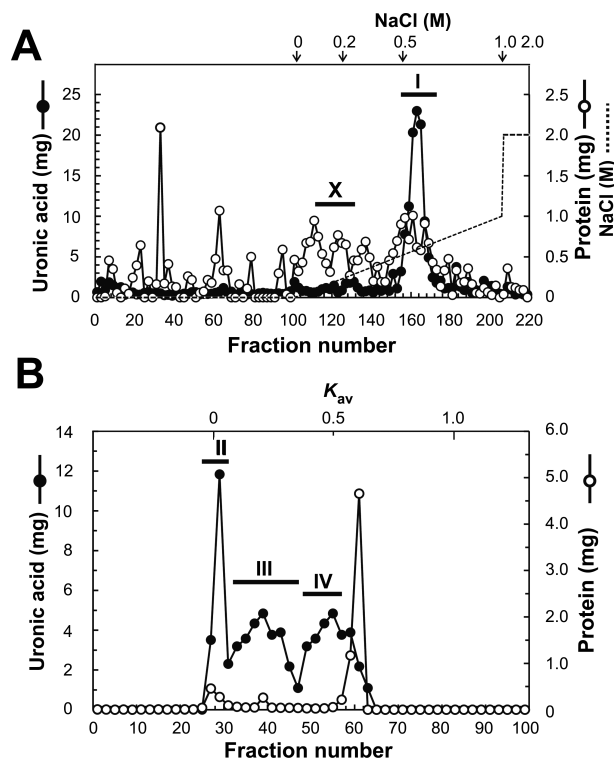 A
NaCl (M)
0 0.2 0.5 1.0 2.0
I
X
Uronic acid (mg)
25
20
15
10
5
0
Protein (mg)
NaCl (M)
2.5
2.0
1.5
1.0
0.5
0
0 20 40 60 80 100 120 140 160 180 200 220
Fraction number
B
Kav
0 0.5 1.0
II
III
IV
Uronic acid (mg)
14
12
10
8
6
4
2
0
Protein (mg)
6.0
5.0
4.0
3.0
2.0
1.0
0
0 10 20 30 40 50 60 70 80 90 100
Fraction number